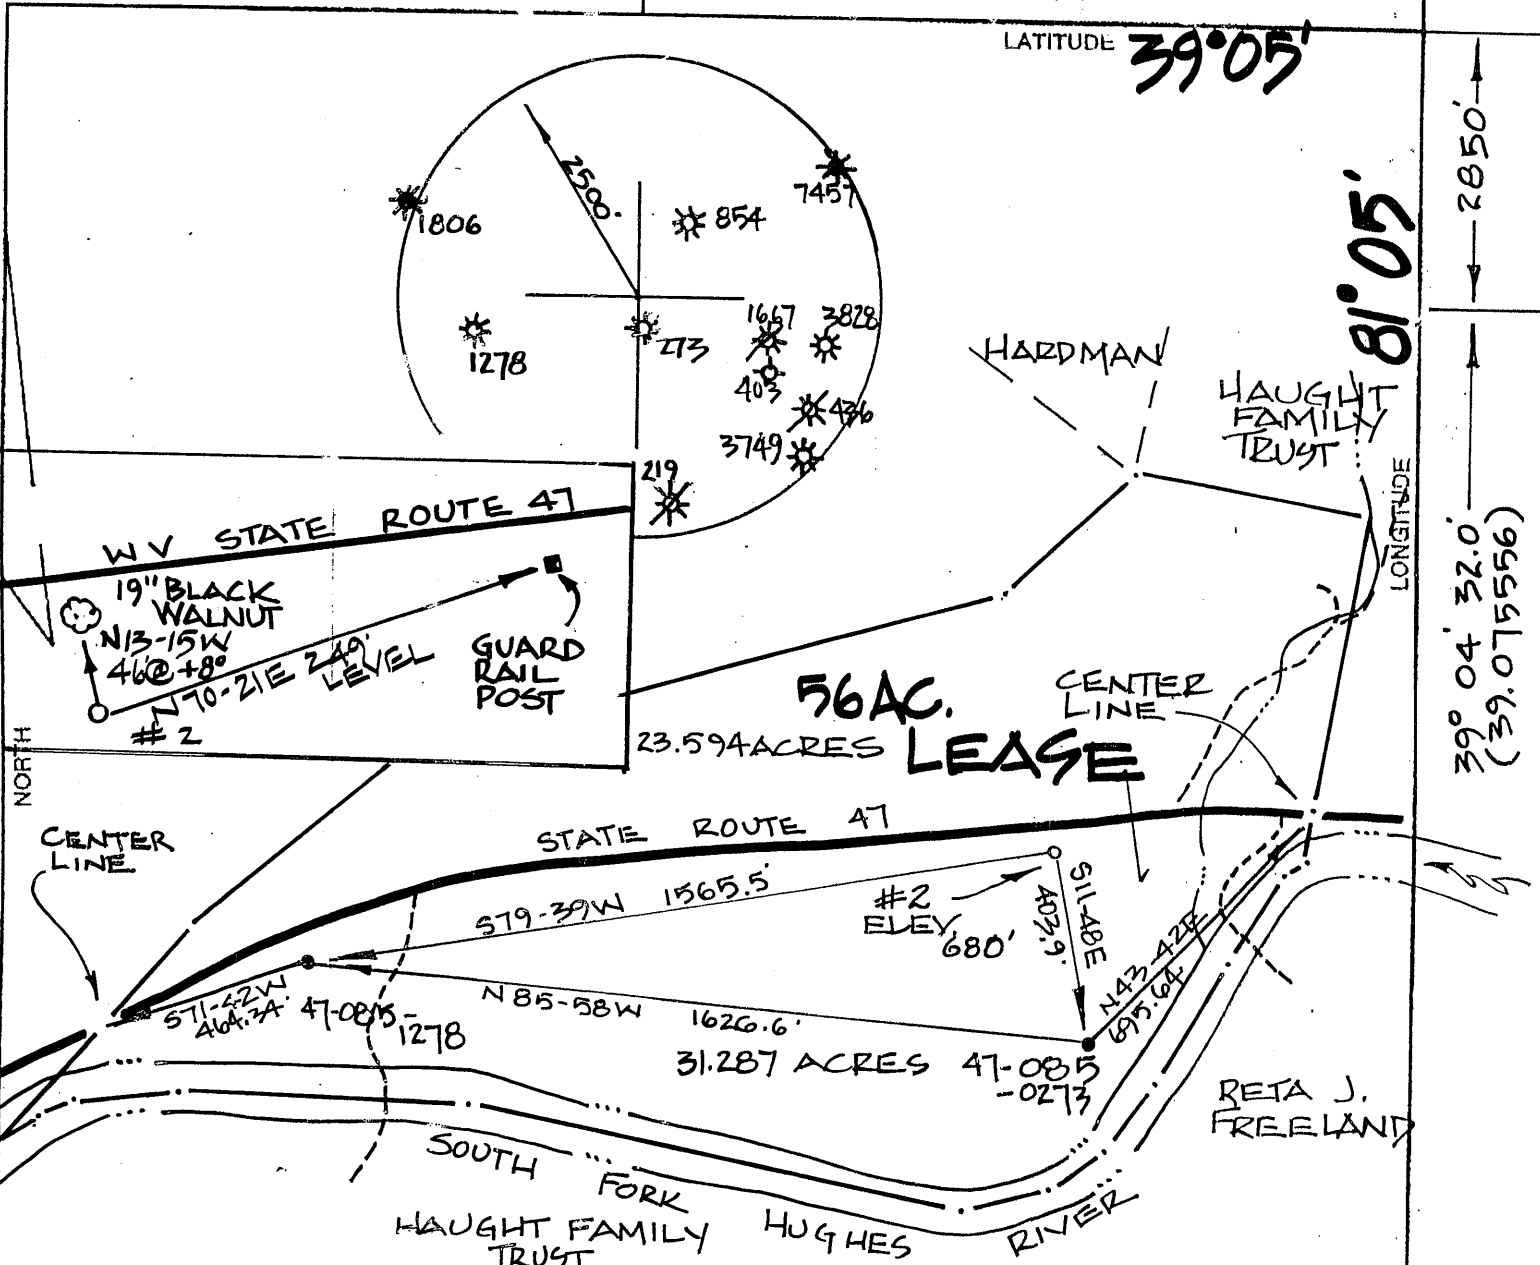 LATITUDE 39°05'
2850'
81°05'
LONGITUDE
39° 04' 32.0'
(39.075556)
2500'
1806
7457
854
1278
273
1667
3828
403
436
3749
219
HARDMAN
HAUGHT
FAMILY
TRUST
WV STATE ROUTE 47
19" BLACK
WALNUT
N13-15W
46@+8°
N70-21E 249'
LEVEL
#2
GUARD
RAIL
POST
NORTH
56AC.
LEASE
23.594ACRES
CENTER
LINE
CENTER
LINE
STATE ROUTE 47
S79-39W 1565.5'
#2
ELEV.
680'
S11-48E
403.9'
N43-42E
695.64'
S71-42W
464.34'
47-085-
1278
N85-58W 1626.6'
31.287 ACRES
47-085
-0273
RETA J.
FREELAND
SOUTH FORK HUGHES RIVER
HAUGHT FAMILY
TRUST